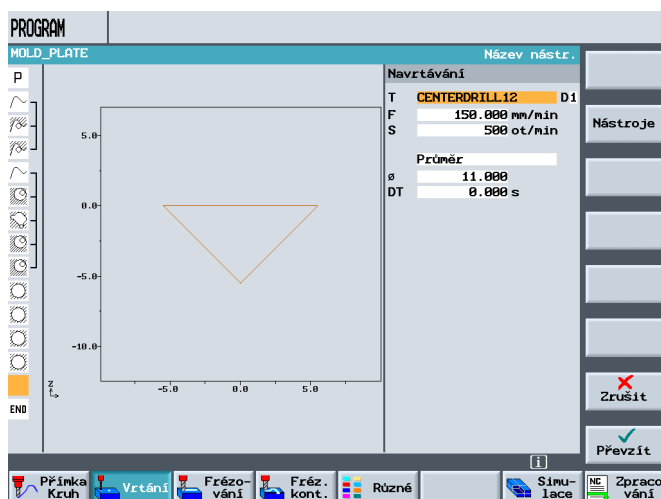 PROGRAM
MOLD_PLATE
Název nástr.
P
END
5.0
0.0
-5.0
-10.0
-5.0
0.0
5.0
Z
Navrtávání
T CENTERDRILL12 D1
F 150.000 mm/min
S 500 ot/min
Průměr
ø 11.000
DT 0.000 s
Nástroje
Zrušit
Převzít
i
Přímka
Kruh
Vrtání
Frézo-
vání
Fréz.
kont.
Různé
Simu-
lace
NC
Zpraco
vání